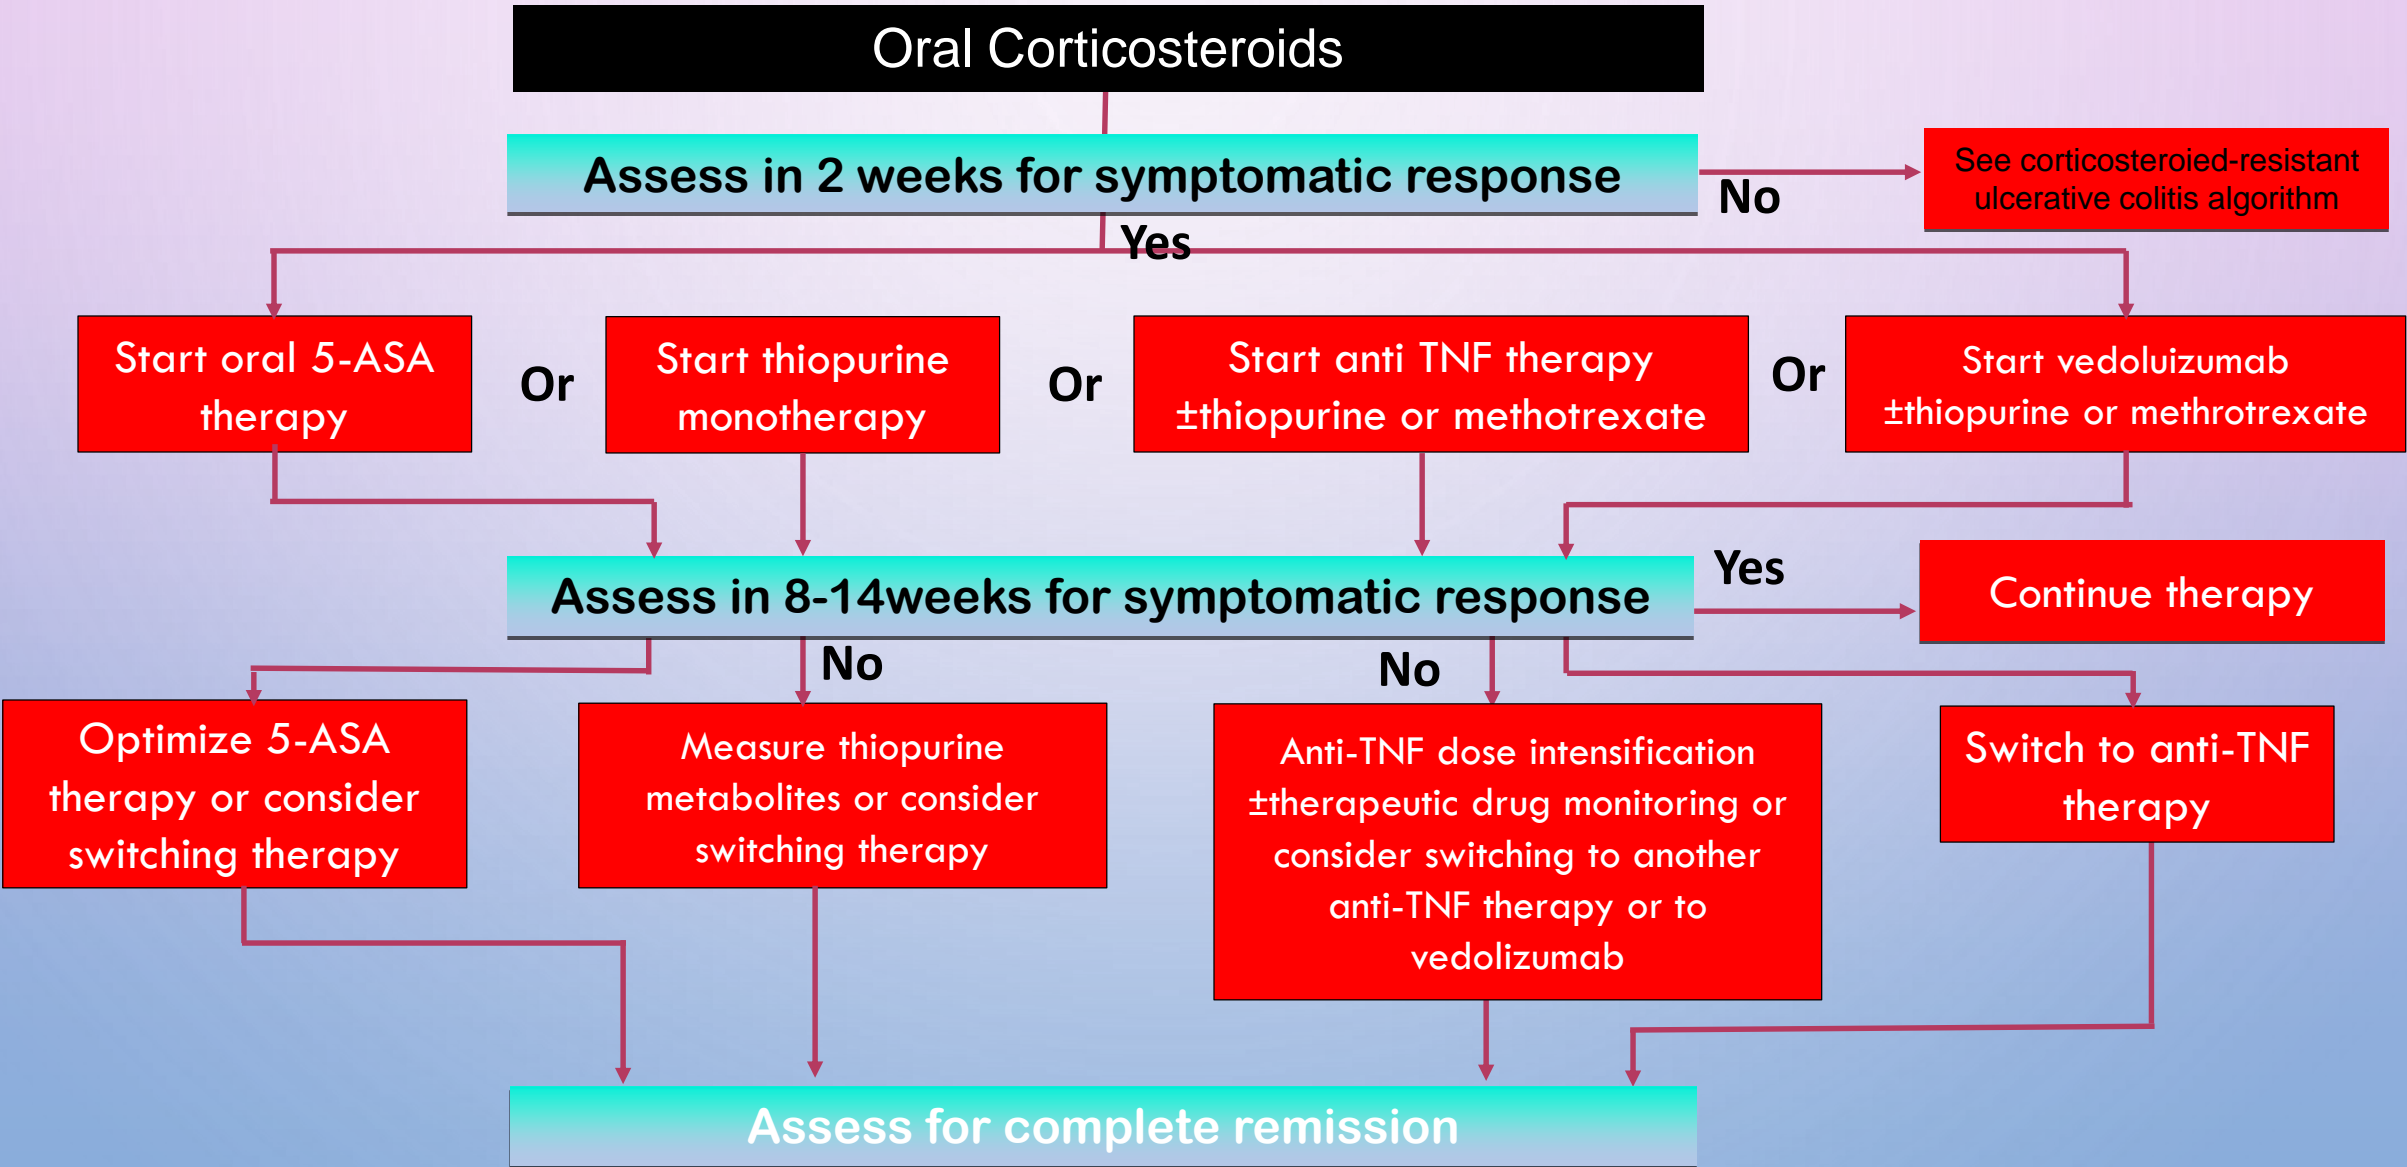 Oral Corticosteroids
Assess in 2 weeks for symptomatic response
No
See corticosteroied-resistant
ulcerative colitis algorithm
Yes
Start oral 5-ASA
therapy
Or
Start thiopurine
monotherapy
Or
Start anti TNF therapy
±thiopurine or methotrexate
Or
Start vedoluizumab
±thiopurine or methrotrexate
Assess in 8-14weeks for symptomatic response
Yes
Continue therapy
No
No
Optimize 5-ASA
therapy or consider
switching therapy
Measure thiopurine
metabolites or consider
switching therapy
Anti-TNF dose intensification
±therapeutic drug monitoring or
consider switching to another
anti-TNF therapy or to
vedolizumab
Switch to anti-TNF
therapy
Assess for complete remission